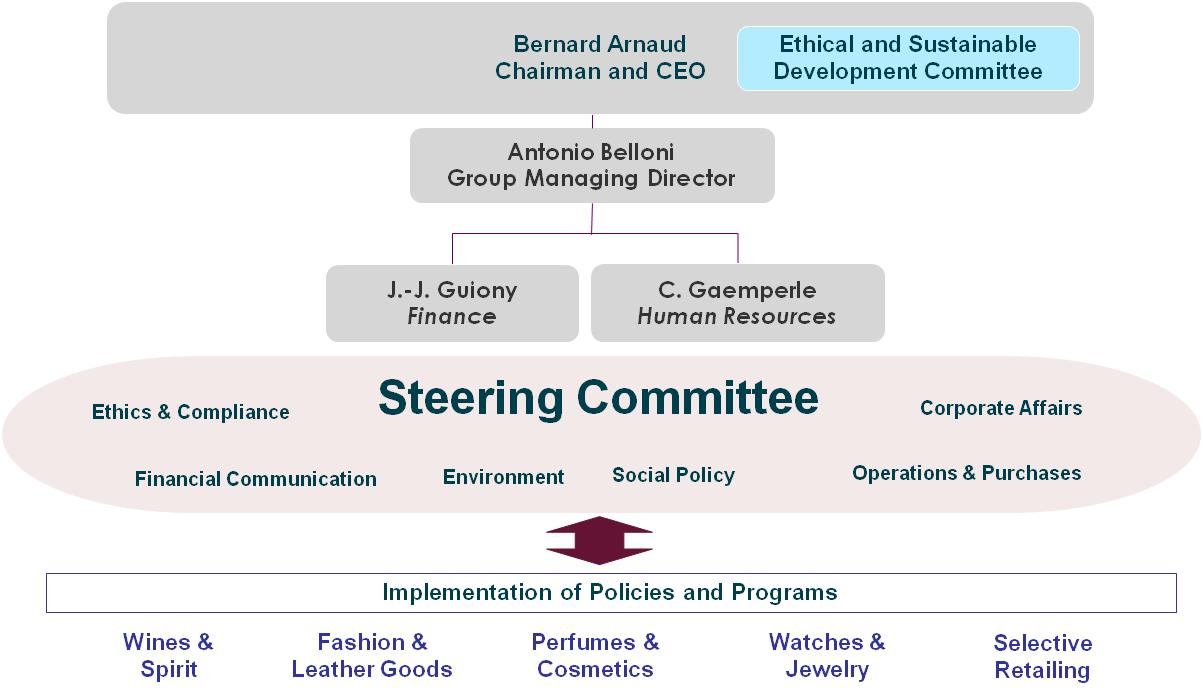 Bernard Arnaud
Chairman and CEO
Ethical and Sustainable
Development Committee
Antonio Belloni
Group Managing Director
J.-J. Guiony
Finance
C. Gaemperle
Human Resources
Steering Committee
Ethics & Compliance
Corporate Affairs
Financial Communication
Environment
Social Policy
Operations & Purchases
Implementation of Policies and Programs
Wines &
Spirit
Fashion &
Leather Goods
Perfumes &
Cosmetics
Watches &
Jewelry
Selective
Retailing